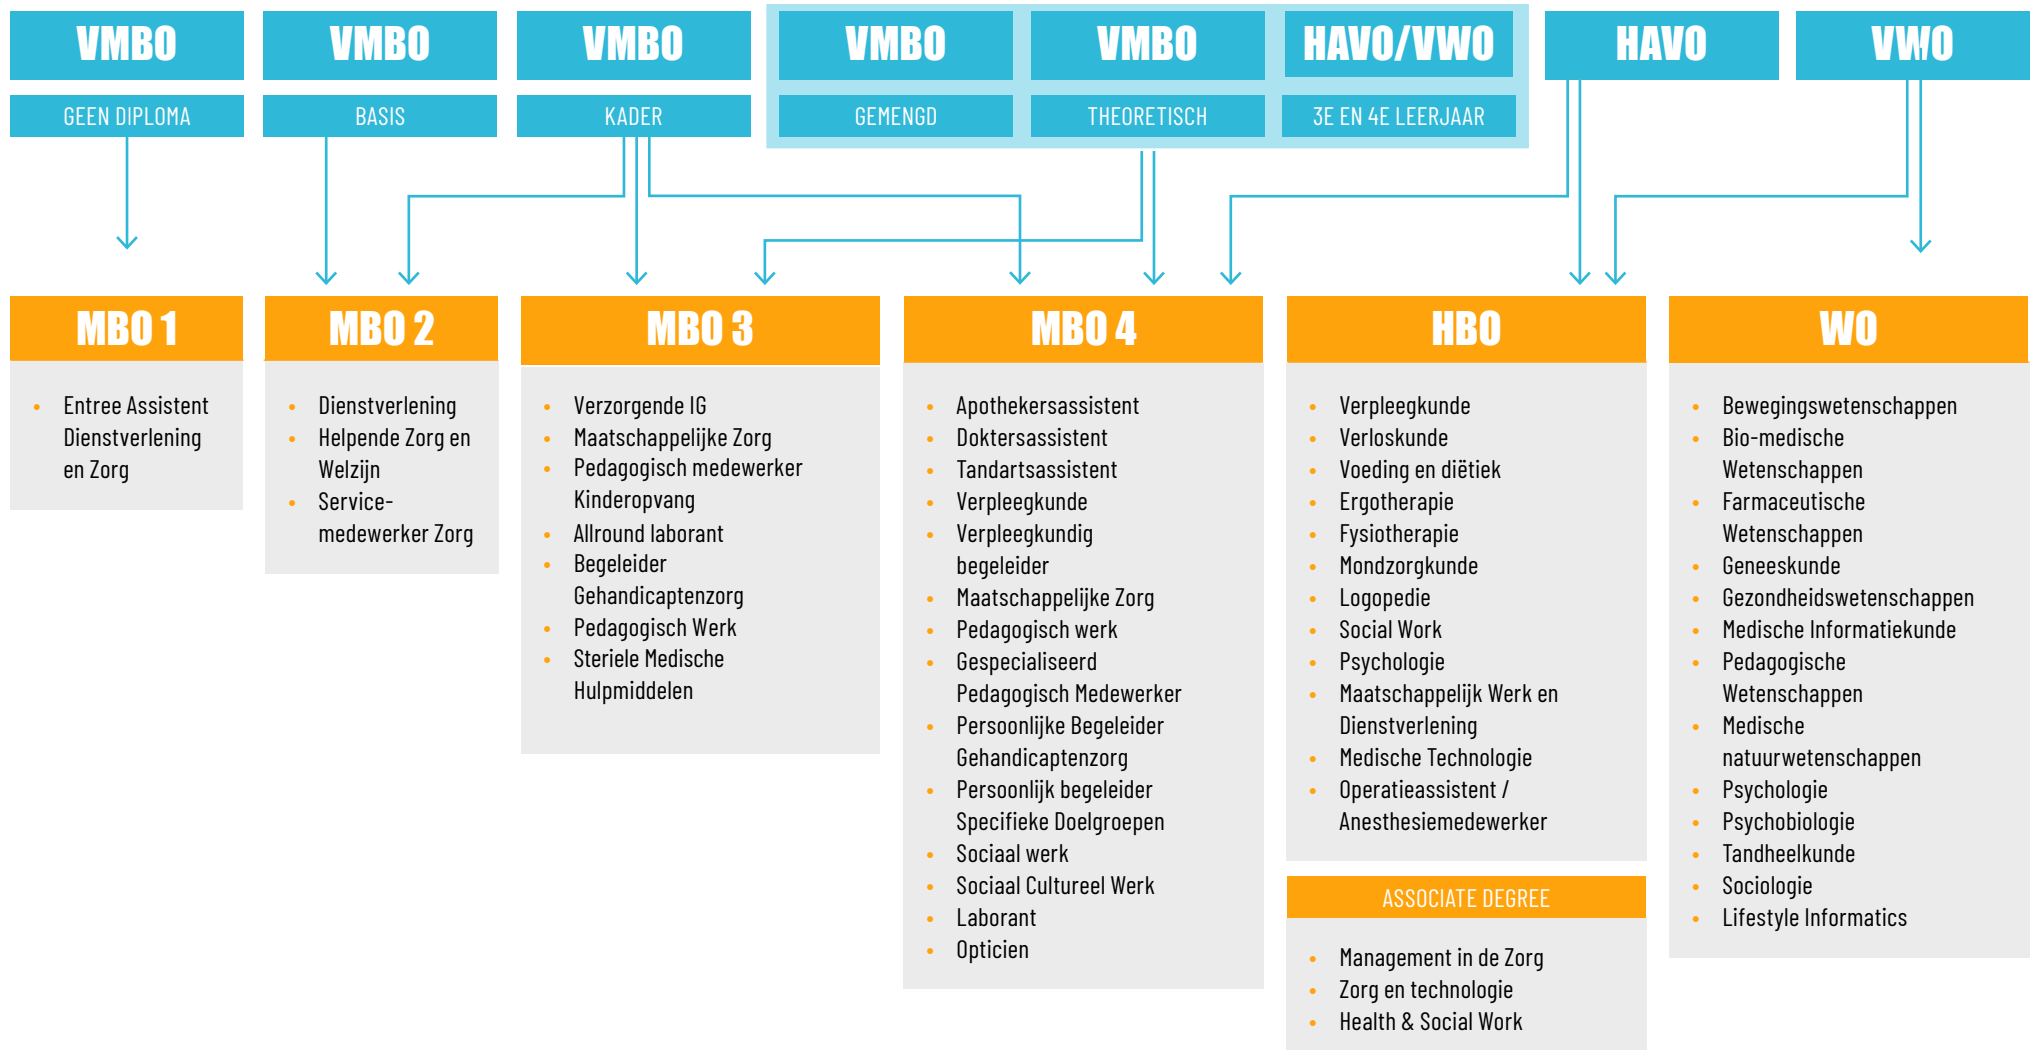 VMBO
GEEN DIPLOMA
VMBO
BASIS
VMBO
KADER
VMBO
GEMENGD
VMBO
THEORETISCH
HAVO/VWO
3E EN 4E LEERJAAR
HAVO
VWO
MBO 1
• Entree Assistent
Dienstverlening
en Zorg
MBO 2
• Dienstverlening
• Helpende Zorg en
Welzijn
• Service-
medewerker Zorg
MBO 3
• Verzorgende IG
• Maatschappelijke Zorg
• Pedagogisch medewerker
Kinderopvang
• Allround laborant
• Begeleider
Gehandicaptenzorg
• Pedagogisch Werk
• Steriele Medische
Hulpmiddelen
MBO 4
• Apothekersassistent
• Doktersassistent
• Tandartsassistent
• Verpleegkunde
• Verpleegkundig
begeleider
• Maatschappelijke Zorg
• Pedagogisch werk
• Gespecialiseerd
Pedagogisch Medewerker
• Persoonlijke Begeleider
Gehandicaptenzorg
• Persoonlijk begeleider
Specifieke Doelgroepen
• Sociaal werk
• Sociaal Cultureel Werk
• Laborant
• Opticien
HBO
• Verpleegkunde
• Verloskunde
• Voeding en diëtiek
• Ergotherapie
• Fysiotherapie
• Mondzorgkunde
• Logopedie
• Social Work
• Psychologie
• Maatschappelijk Werk en
Dienstverlening
• Medische Technologie
• Operatieassistent /
Anesthesiemedewerker
ASSOCIATE DEGREE
• Management in de Zorg
• Zorg en technologie
• Health & Social Work
WO
• Bewegingswetenschappen
• Bio-medische
Wetenschappen
• Farmaceutische
Wetenschappen
• Geneeskunde
• Gezondheidswetenschappen
• Medische Informatiekunde
• Pedagogische
Wetenschappen
• Medische
natuurwetenschappen
• Psychologie
• Psychobiologie
• Tandheelkunde
• Sociologie
• Lifestyle Informatics